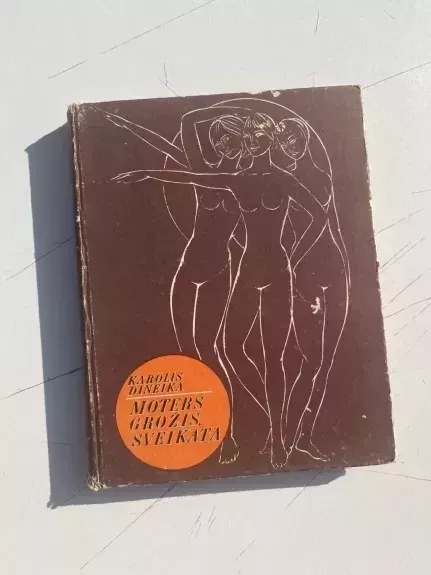 KAROLIS
DINEIKA
MOTERS
GROŽIS,
SVEIKATA